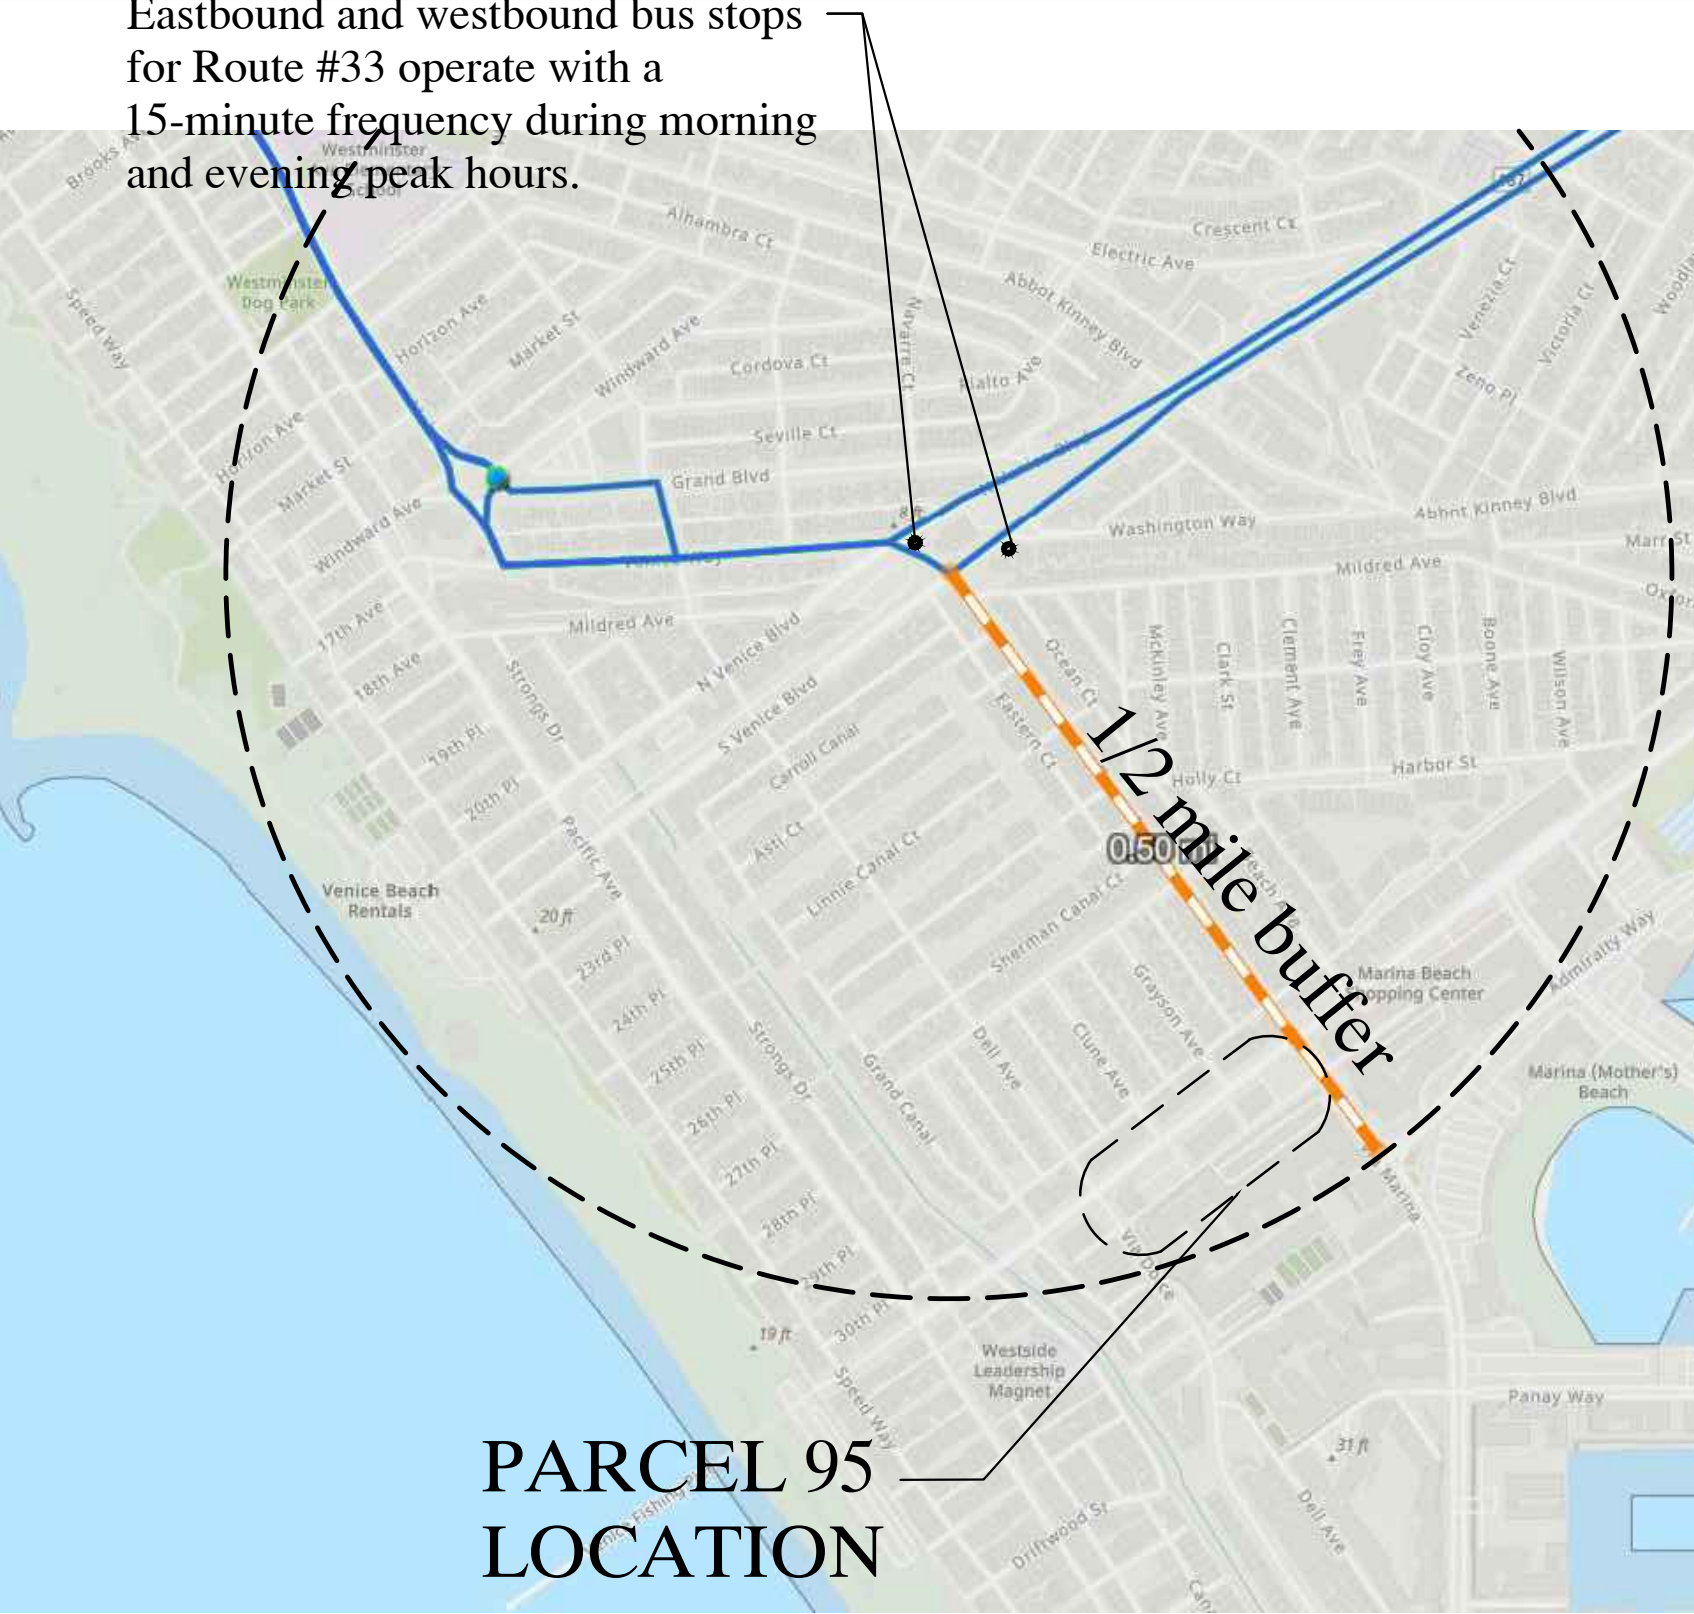 Eastbound and westbound bus stops
for Route #33 operate with a
15-minute frequency during morning
and evening peak hours.
Brooks
Westminster
School
Alhambra Ct
Crescent Ct
Electric Ave
Westminster
Dog Park
Speed Way
Horizon Ave
Market St
Windward Ave
Cordova Ct
Navarre Ct
Abbot Kinney Blvd
Rialto Ave
Venezia Ct
Victoria Ct
Zeno Pl
Horizon Ave
Market St
Windward Ave
Seville Ct
Grand Blvd
Washington Way
Abbot Kinney Blvd
Marr St
Mildred Ave
17th Ave
18th Ave
Mildred Ave
Strongs Dr
N Venice Blvd
S Venice Blvd
Ocean Ct
Eastern Ct
Mckinley Ave
Clark St
Clement Ave
Frey Ave
Cloy Ave
Boone Ave
Wilson Ave
19th Pl
20th Pl
Carroll Canal
Asti Ct
Linnie Canal Ct
Sherman Canal Ct
Holly Ct
Harbor St
1/2 mile buffer
0.50 mi
Pacific Ave
Venice Beach
Rentals
20 ft
23rd Pl
24th Pl
25th Pl
26th Pl
27th Pl
28th Pl
29th Pl
30th Pl
Strongs Dr
Grand Canal
Dell Ave
Clune Ave
Grayson Ave
Marina Beach
Shopping Center
Admiralty Way
Marina (Mother's)
Beach
Marina
Via Dolce
19 ft
Speed Way
Westside
Leadership
Magnet
Panay Way
31 ft
Dell Ave
Driftwood St
PARCEL 95
LOCATION